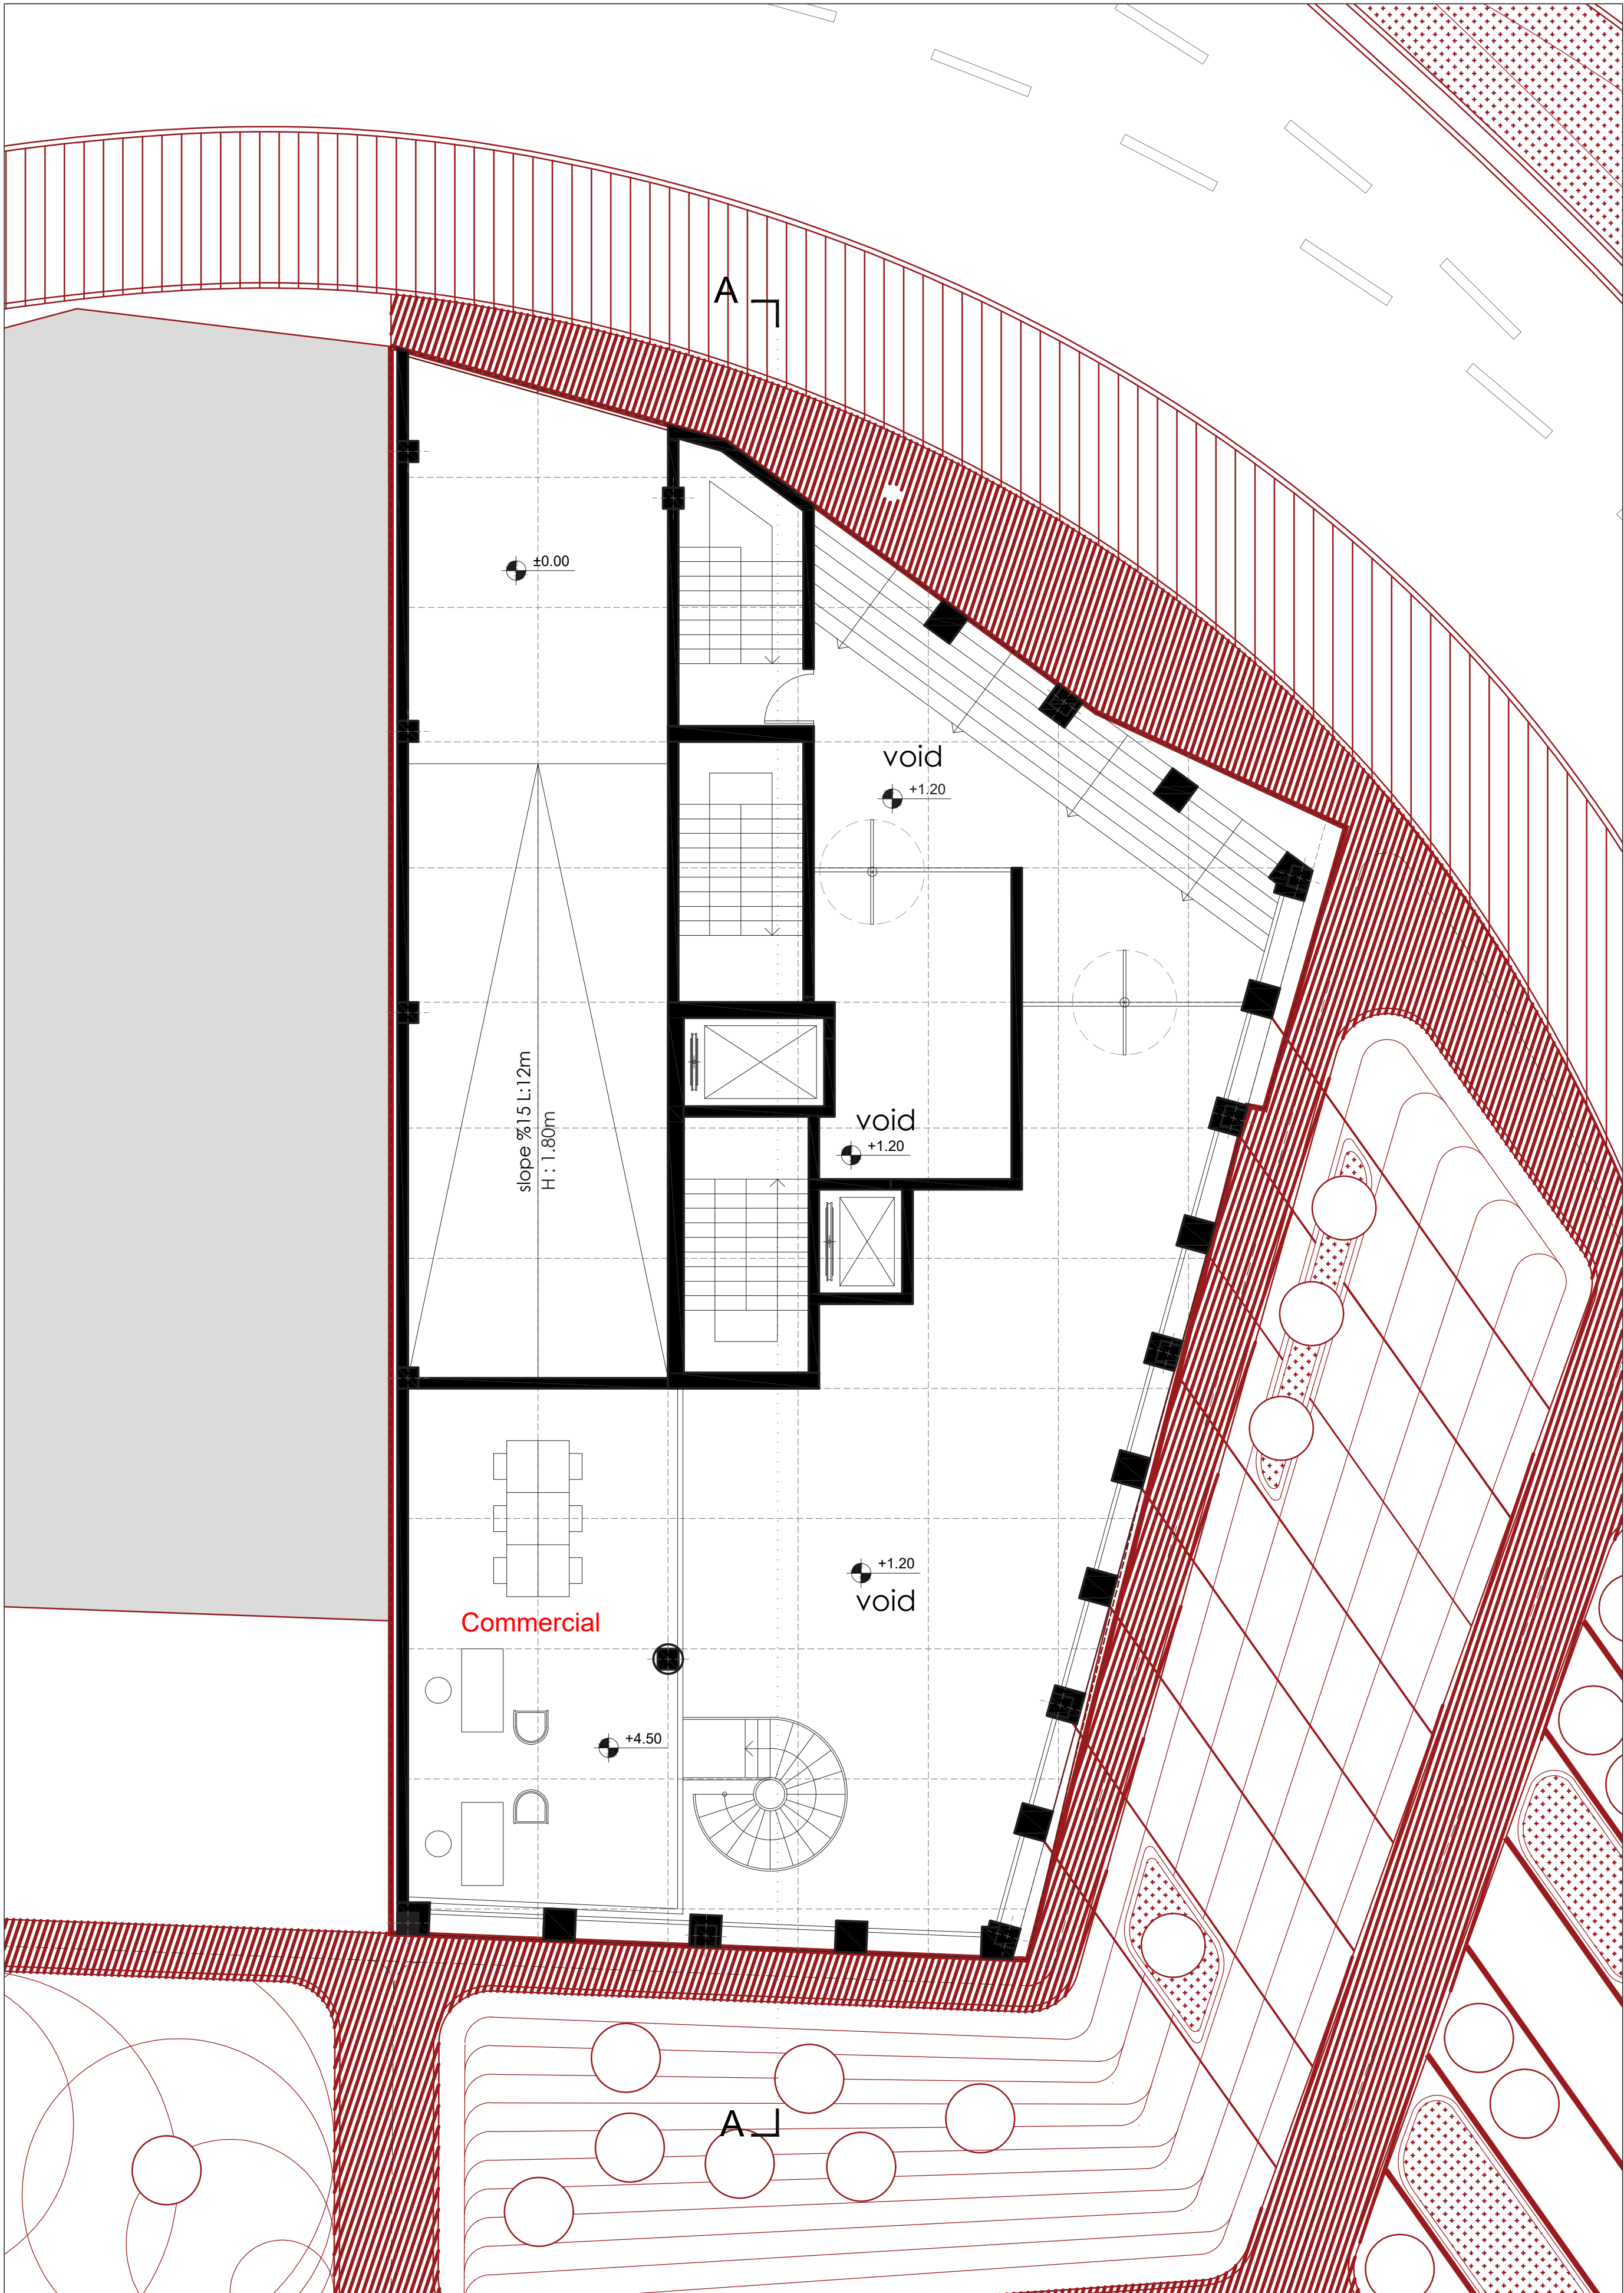 A
±0.00
void
+1.20
slope %15 L:12m
H : 1.80m
void
+1.20
+1.20
void
Commercial
+4.50
A